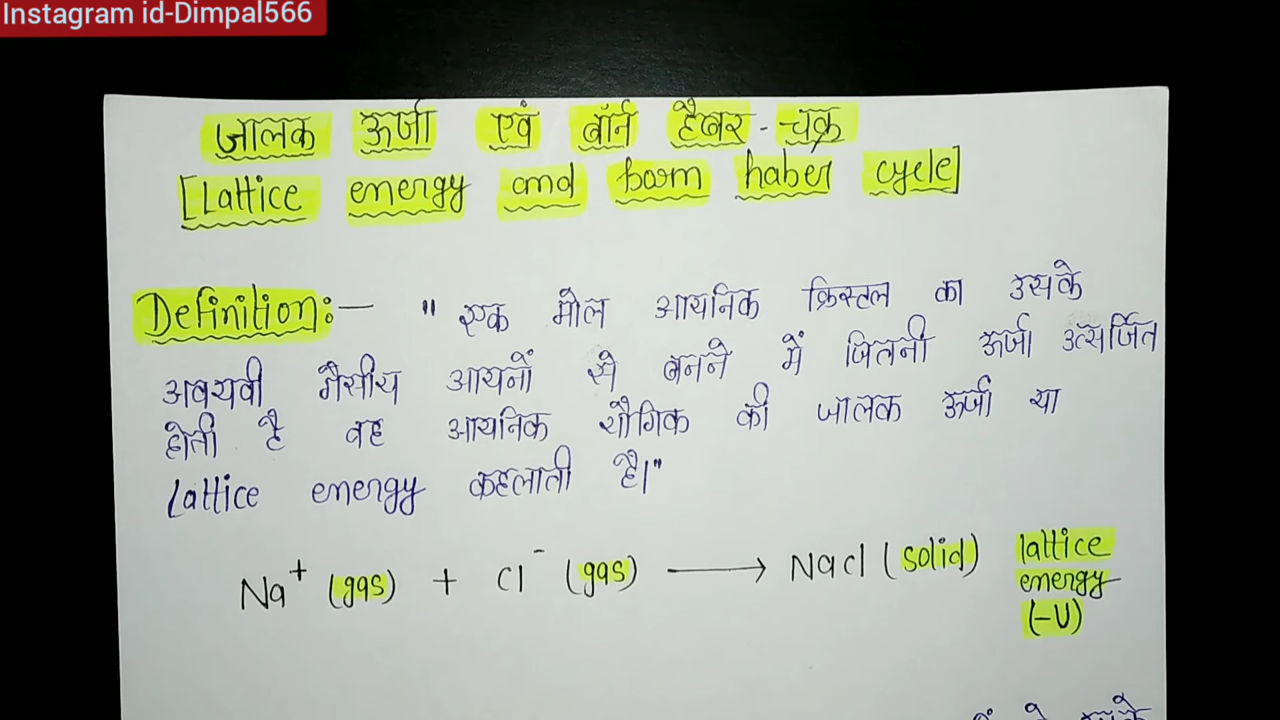 Instagram id-Dimpal566
जालक ऊर्जा एवं बॉर्न हैबर-चक्र
[Lattice energy and born haber cycle]
Definition:— " एक मोल आयनिक क्रिस्टल का उसके
अवयवी गैसीय आयनों से बनने में जितनी ऊर्जा उत्सर्जित
होती है वह आयनिक यौगिक की जालक ऊर्जा या
Lattice energy कहलाती है।"
Na⁺ (gas) + Cl⁻ (gas) ⟶ Nacl (solid) lattice
energy
(-U)